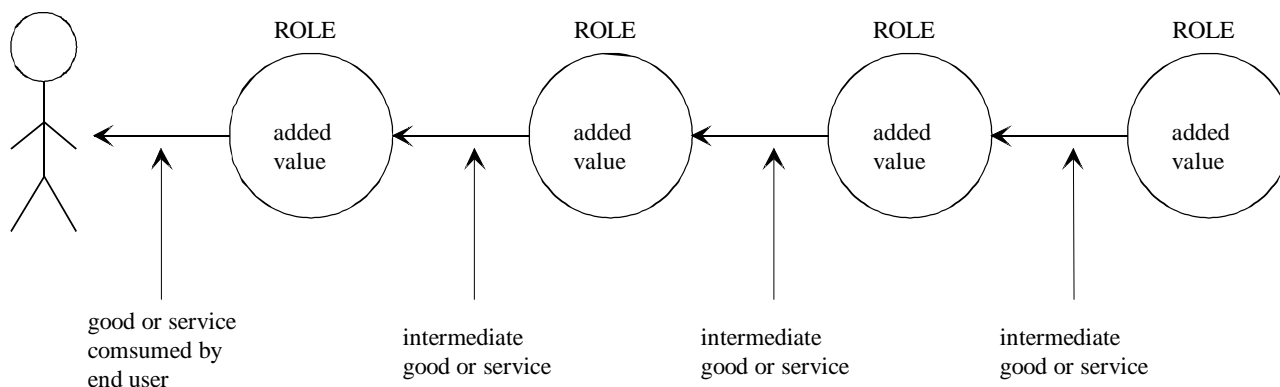 ROLE
ROLE
ROLE
ROLE
added
value
added
value
added
value
added
value
good or service
comsumed by
end user
intermediate
good or service
intermediate
good or service
intermediate
good or service